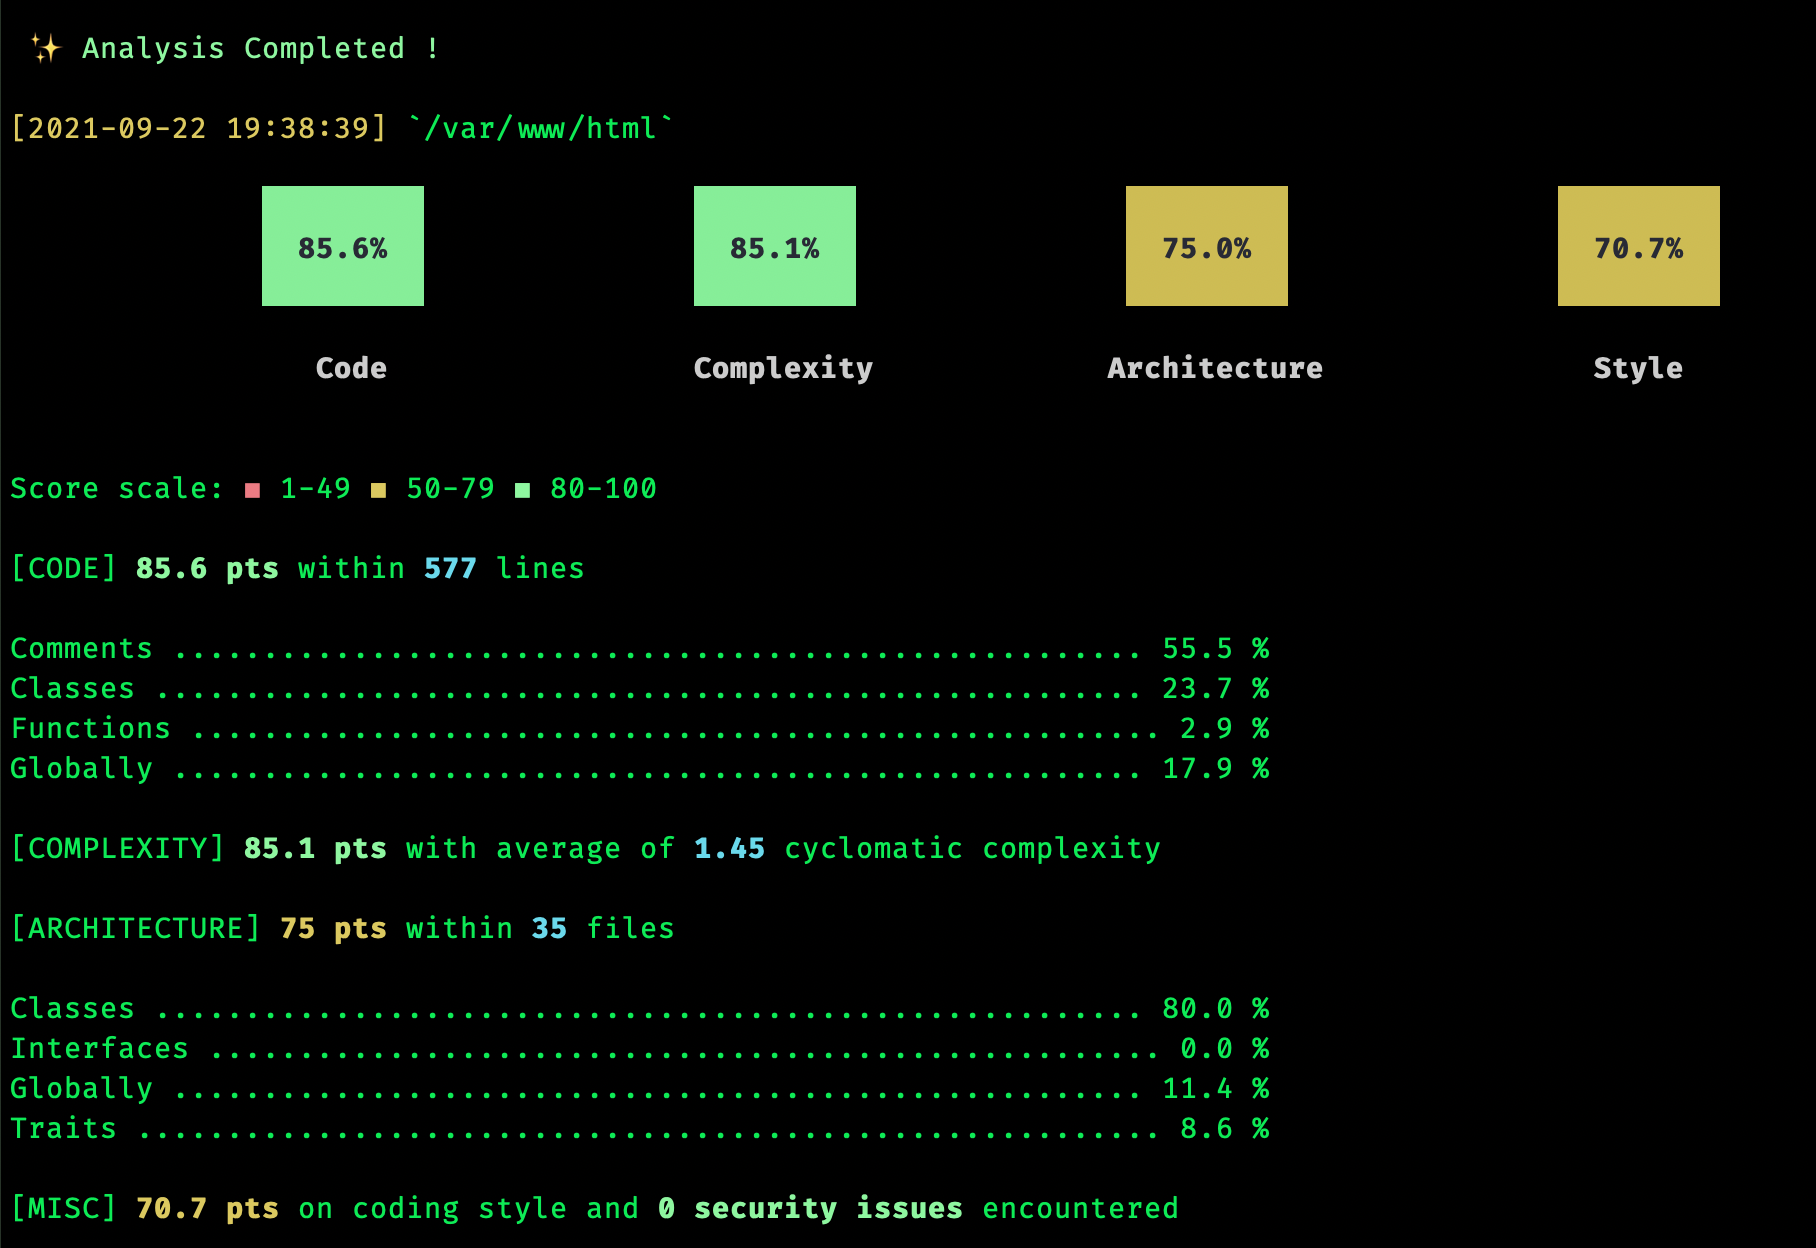 ✨ Analysis Completed !
[2021-09-22 19:38:39] `/var/www/html`
85.6% 85.1% 75.0% 70.7%
Code Complexity Architecture Style
Score scale: ■ 1-49 ■ 50-79 ■ 80-100
[CODE] 85.6 pts within 577 lines
Comments ...................................................... 55.5 %
Classes ....................................................... 23.7 %
Functions ...................................................... 2.9 %
Globally ...................................................... 17.9 %
[COMPLEXITY] 85.1 pts with average of 1.45 cyclomatic complexity
[ARCHITECTURE] 75 pts within 35 files
Classes ....................................................... 80.0 %
Interfaces ..................................................... 0.0 %
Globally ...................................................... 11.4 %
Traits ......................................................... 8.6 %
[MISC] 70.7 pts on coding style and 0 security issues encountered